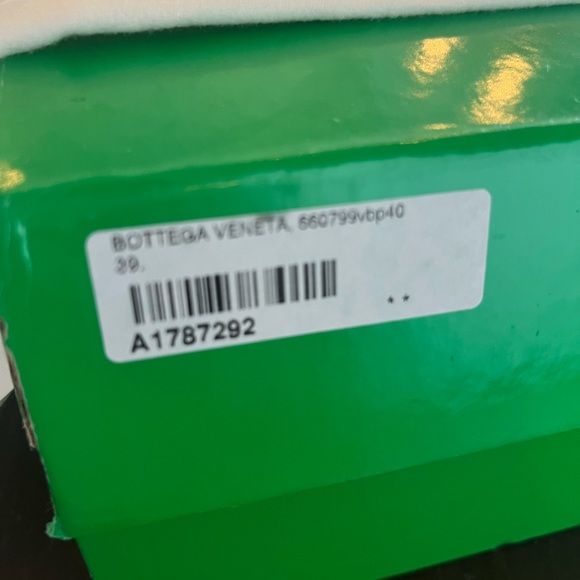 BOTTEGA VENETA, 660799vbp40
39.
A1787292
**